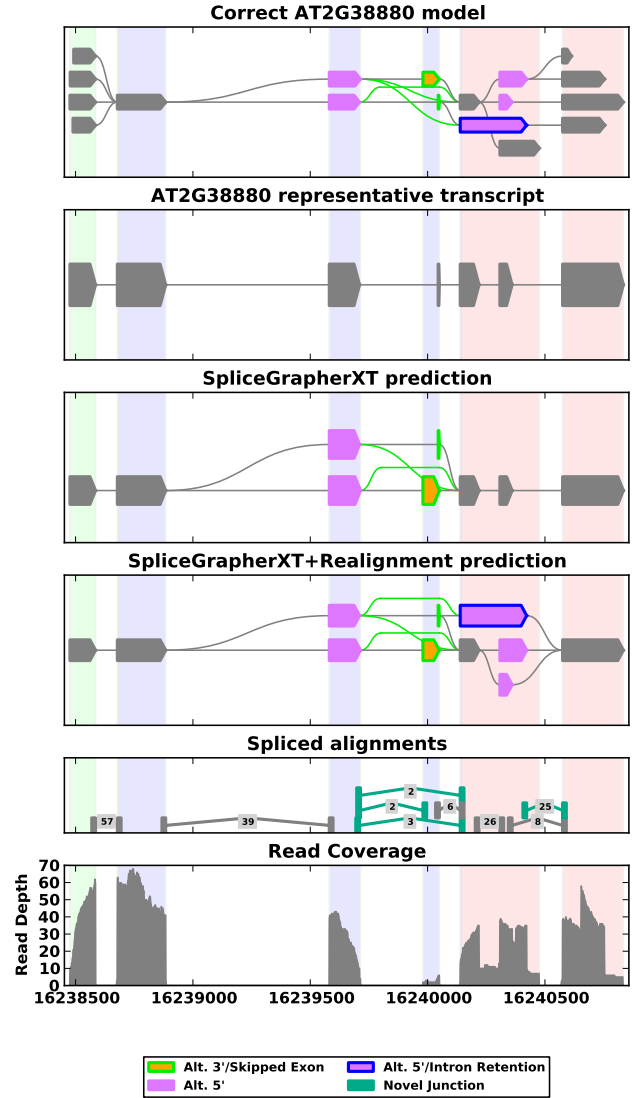 Correct AT2G38880 model
AT2G38880 representative transcript
SpliceGrapherXT prediction
SpliceGrapherXT+Realignment prediction
Spliced alignments
2
2 6 25
57 39 3 26 8
Read Coverage
70
60
50
40
30
20
10
0
Read Depth
16238500 16239000 16239500 16240000 16240500
Alt. 3'/Skipped Exon Alt. 5'/Intron Retention
Alt. 5' Novel Junction